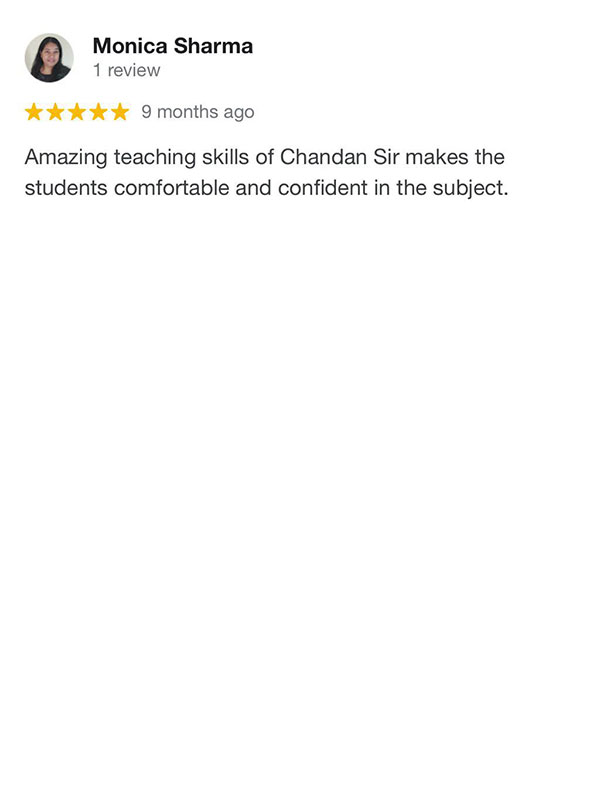 Monica Sharma
1 review
9 months ago
Amazing teaching skills of Chandan Sir makes the
students comfortable and confident in the subject.